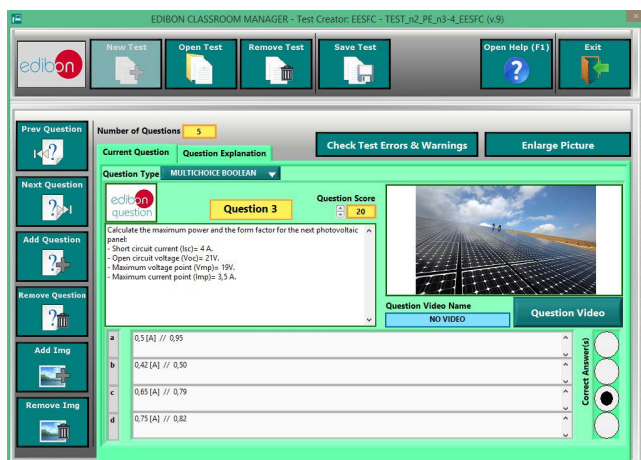 EDIBON CLASSROOM MANAGER - Test Creator: EESFC - TEST_n2_PE_n3-4_EESFC (v.9)
edibon
New Test
Open Test
Remove Test
Save Test
Open Help (F1)
Exit
Prev Question
Next Question
Add Question
Remove Question
Add Img
Remove Img
Number of Questions 5
Check Test Errors & Warnings
Enlarge Picture
Current Question
Question Explanation
Question Type MULTICHOICE BOOLEAN
edibon
question
Question 3
Question Score
20
Calculate the maximum power and the form factor for the next photovoltaic
panel:
- Short circuit current (Isc)= 4 A.
- Open circuit voltage (Voc)= 21V.
- Maximum voltage point (Vmp)= 19V.
- Maximum current point (Imp)= 3,5 A.
Question Video Name
NO VIDEO
Question Video
a 0,5 [A] // 0,95
b 0,42 [A] // 0,50
c 0,65 [A] // 0,79
d 0,75 [A] // 0,82
Correct Answer(s)